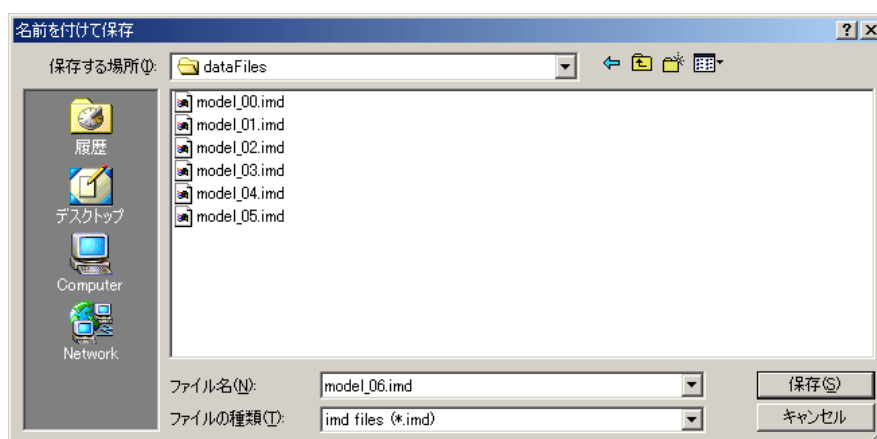 名前を付けて保存
保存する場所(I):
dataFiles
model_00.imd
model_01.imd
model_02.imd
model_03.imd
model_04.imd
model_05.imd
履歴
デスクトップ
Computer
Network
ファイル名(N):
model_06.imd
保存(S)
ファイルの種類(T):
imd files (*.imd)
キャンセル